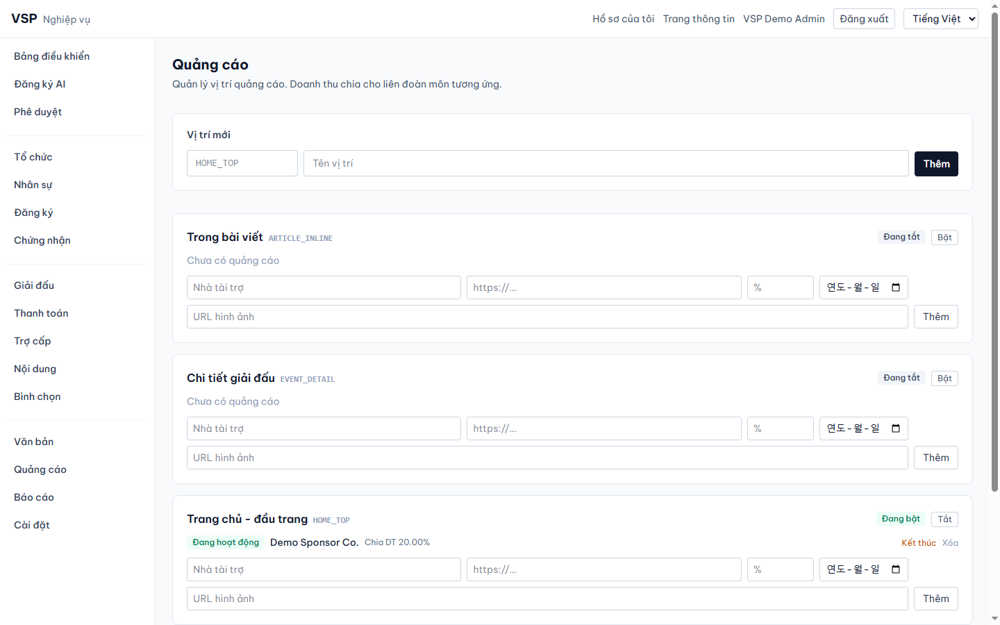 VSP Nghiệp vụ
Hồ sơ của tôi Trang thông tin VSP Demo Admin Đăng xuất Tiếng Việt
Bảng điều khiển
Đăng ký AI
Phê duyệt
Tổ chức
Nhân sự
Đăng ký
Chứng nhận
Giải đấu
Thanh toán
Trợ cấp
Nội dung
Bình chọn
Văn bản
Quảng cáo
Báo cáo
Cài đặt
Quảng cáo
Quản lý vị trí quảng cáo. Doanh thu chia cho liên đoàn môn tương ứng.
Vị trí mới
HOME_TOP Tên vị trí Thêm
Trong bài viết ARTICLE_INLINE Đang tắt Bật
Chưa có quảng cáo
Nhà tài trợ https://... % 연도-월-일
URL hình ảnh Thêm
Chi tiết giải đấu EVENT_DETAIL Đang tắt Bật
Chưa có quảng cáo
Nhà tài trợ https://... % 연도-월-일
URL hình ảnh Thêm
Trang chủ - đầu trang HOME_TOP Đang bật Tắt
Đang hoạt động Demo Sponsor Co. Chia DT 20.00% Kết thúc Xóa
Nhà tài trợ https://... % 연도-월-일
URL hình ảnh Thêm